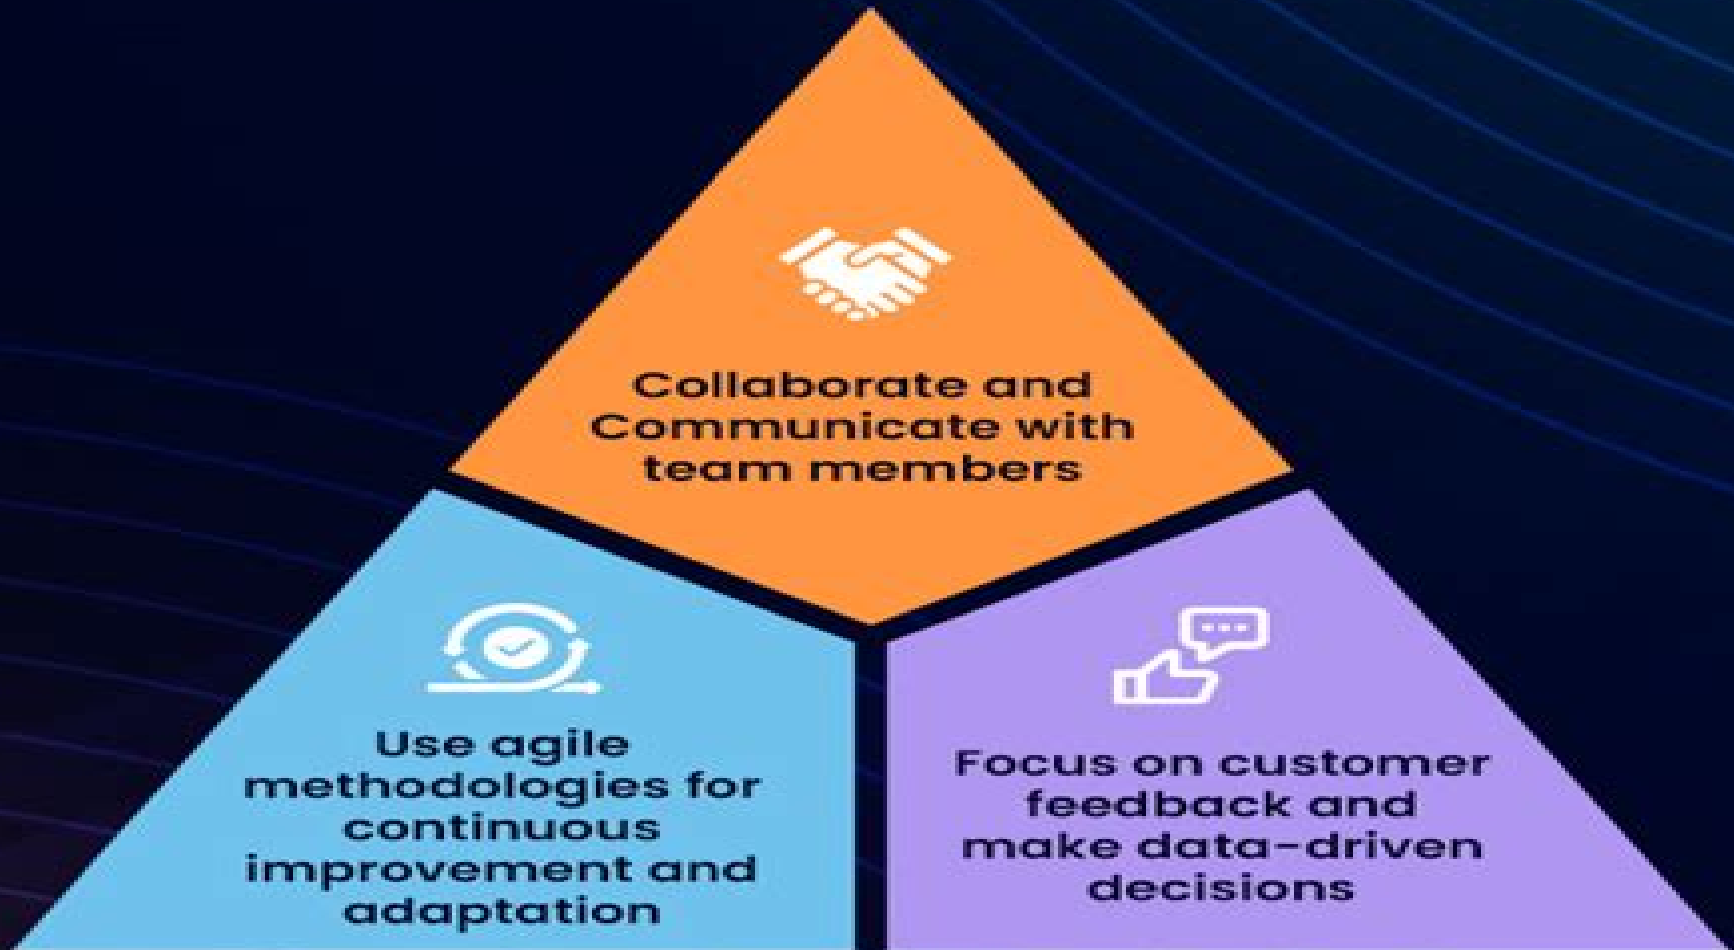 Collaborate and
Communicate with
team members
Use agile
methodologies for
continuous
improvement and
adaptation
Focus on customer
feedback and
make data-driven
decisions